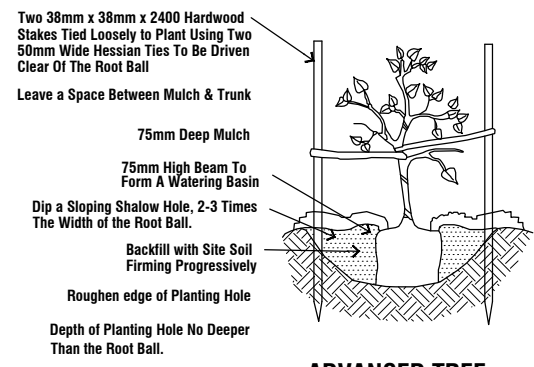 Two 38mm x 38mm x 2400 Hardwood
Stakes Tied Loosely to Plant Using Two
50mm Wide Hessian Ties To Be Driven
Clear Of The Root Ball
Leave a Space Between Mulch & Trunk
75mm Deep Mulch
75mm High Beam To
Form A Watering Basin
Dip a Sloping Shalow Hole, 2-3 Times
The Width of the Root Ball.
Backfill with Site Soil
Firming Progressively
Roughen edge of Planting Hole
Depth of Planting Hole No Deeper
Than the Root Ball.
ADVANCED TREE